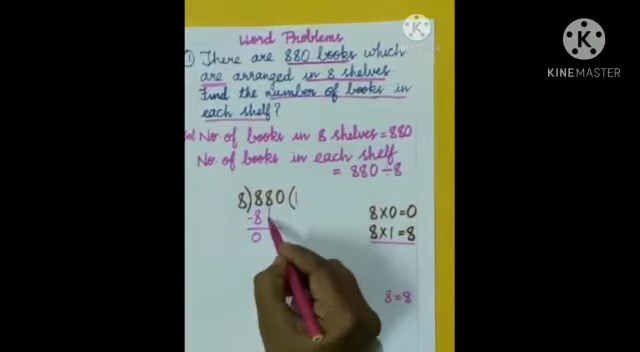 Word Problems
① There are 880 books which
are arranged in 8 shelves.
Find the number of books in
each shelf?
Sol No. of books in 8 shelves = 880
No. of books in each shelf
= 880 ÷ 8
8)880(1
-8
0
8×0=0
8×1=8
8=8
KINEMASTER
KINEMASTER